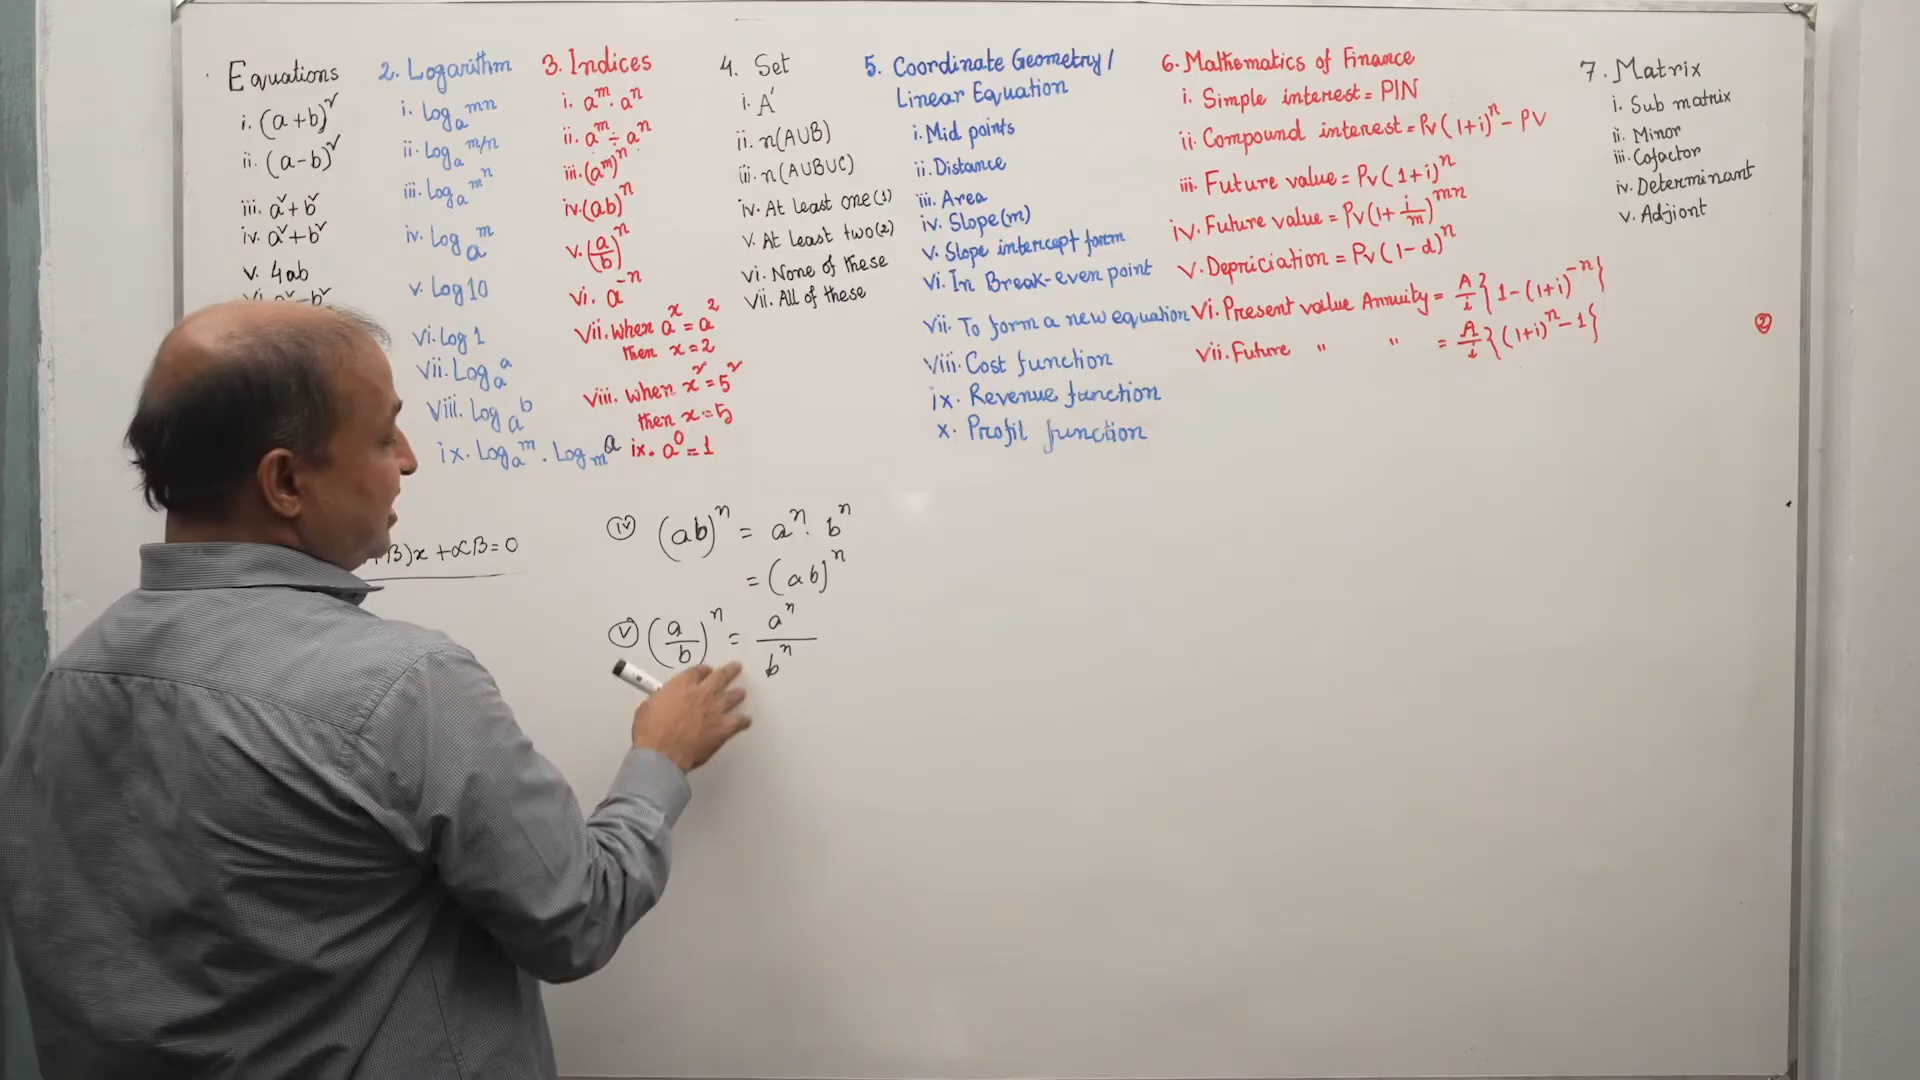 Equations
i. (a+b)²
ii. (a-b)²
iii. a²+b²
iv. a²+b²
v. 4ab
vi. a²-b²
2. Logarithm
i. logₐ mn
ii. logₐ m/n
iii. Logₐ mⁿ
iv. Logₐ m
v. Log 10
vi. Log 1
vii. Logₐ a
viii. Logₐ b
ix. Logₐ m . Logₘ a
3. Indices
i. aᵐ. aⁿ
ii. aᵐ ÷ aⁿ
iii. (aᵐ)ⁿ
iv. (ab)ⁿ
v. (a/b)ⁿ
vi. a⁻ⁿ
vii. when aˣ = a²
then x=2
viii. when x² = 5²
then x=5
ix. a⁰ = 1
4. Set
i. A′
ii. n(AUB)
iii. n(AUBUC)
iv. At least one(1)
v. At least two(2)
vi. None of these
vii. All of these
5. Coordinate Geometry/
Linear Equation
i. Mid points
ii. Distance
iii. Area
iv. Slope(m)
v. Slope intercept form
vi. In Break-even point
vii. To form a new equation
viii. Cost function
ix. Revenue function
x. Profit function
6. Mathematics of Finance
i. Simple interest = PIN
ii. Compound interest = Pv(1+i)ⁿ - PV
iii. Future value = Pv(1+i)ⁿ
iv. Future value = Pv(1+ i/m)ᵐⁿ
v. Depriciation = Pv(1-d)ⁿ
vi. Present value Annuity = A/i {1-(1+i)⁻ⁿ}
vii. Future " " = A/i {(1+i)ⁿ-1}
7. Matrix
i. Sub matrix
ii. Minor
iii. Cofactor
iv. Determinant
v. Adjiont
②
β)x + αβ = 0
(iv) (ab)ⁿ = aⁿ. bⁿ
= (ab)ⁿ
(v) (a/b)ⁿ = aⁿ/bⁿ